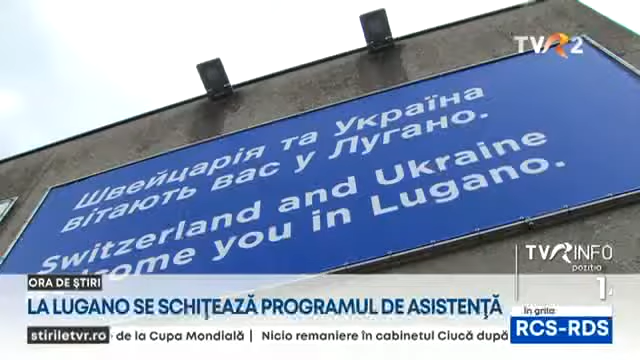 TVR2
Швейцарія та Україна
вітають вас у Лугано.
Switzerland and Ukraine
welcome you in Lugano.
TVR INFO
poziția
1
ORA DE ȘTIRI
LA LUGANO SE SCHIȚEAZĂ PROGRAMUL DE ASISTENȚĂ
în grila
RCS-RDS
stiriletvr.ro
de la Cupa Mondială | Nicio remaniere în cabinetul Ciucă după